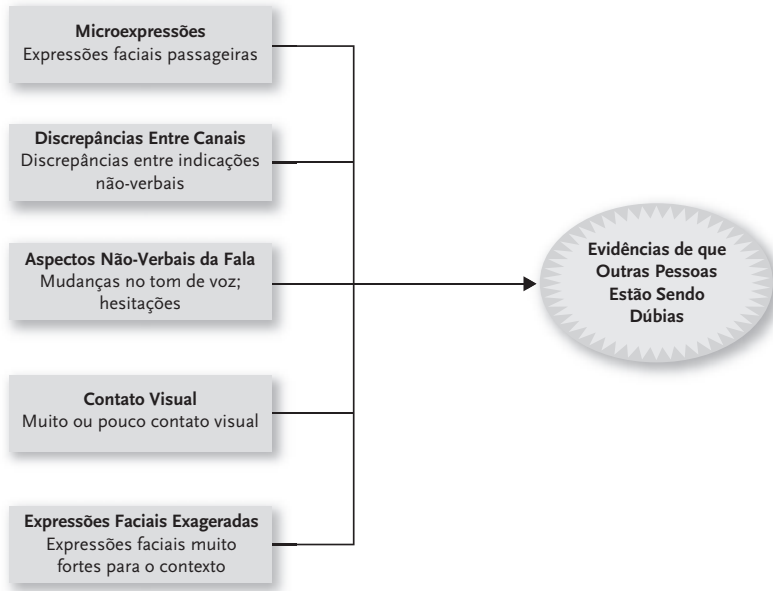 Microexpressões
Expressões faciais passageiras
Discrepâncias Entre Canais
Discrepâncias entre indicações
não-verbais
Aspectos Não-Verbais da Fala
Mudanças no tom de voz;
hesitações
Contato Visual
Muito ou pouco contato visual
Expressões Faciais Exageradas
Expressões faciais muito
fortes para o contexto
Evidências de que
Outras Pessoas
Estão Sendo
Dúbias